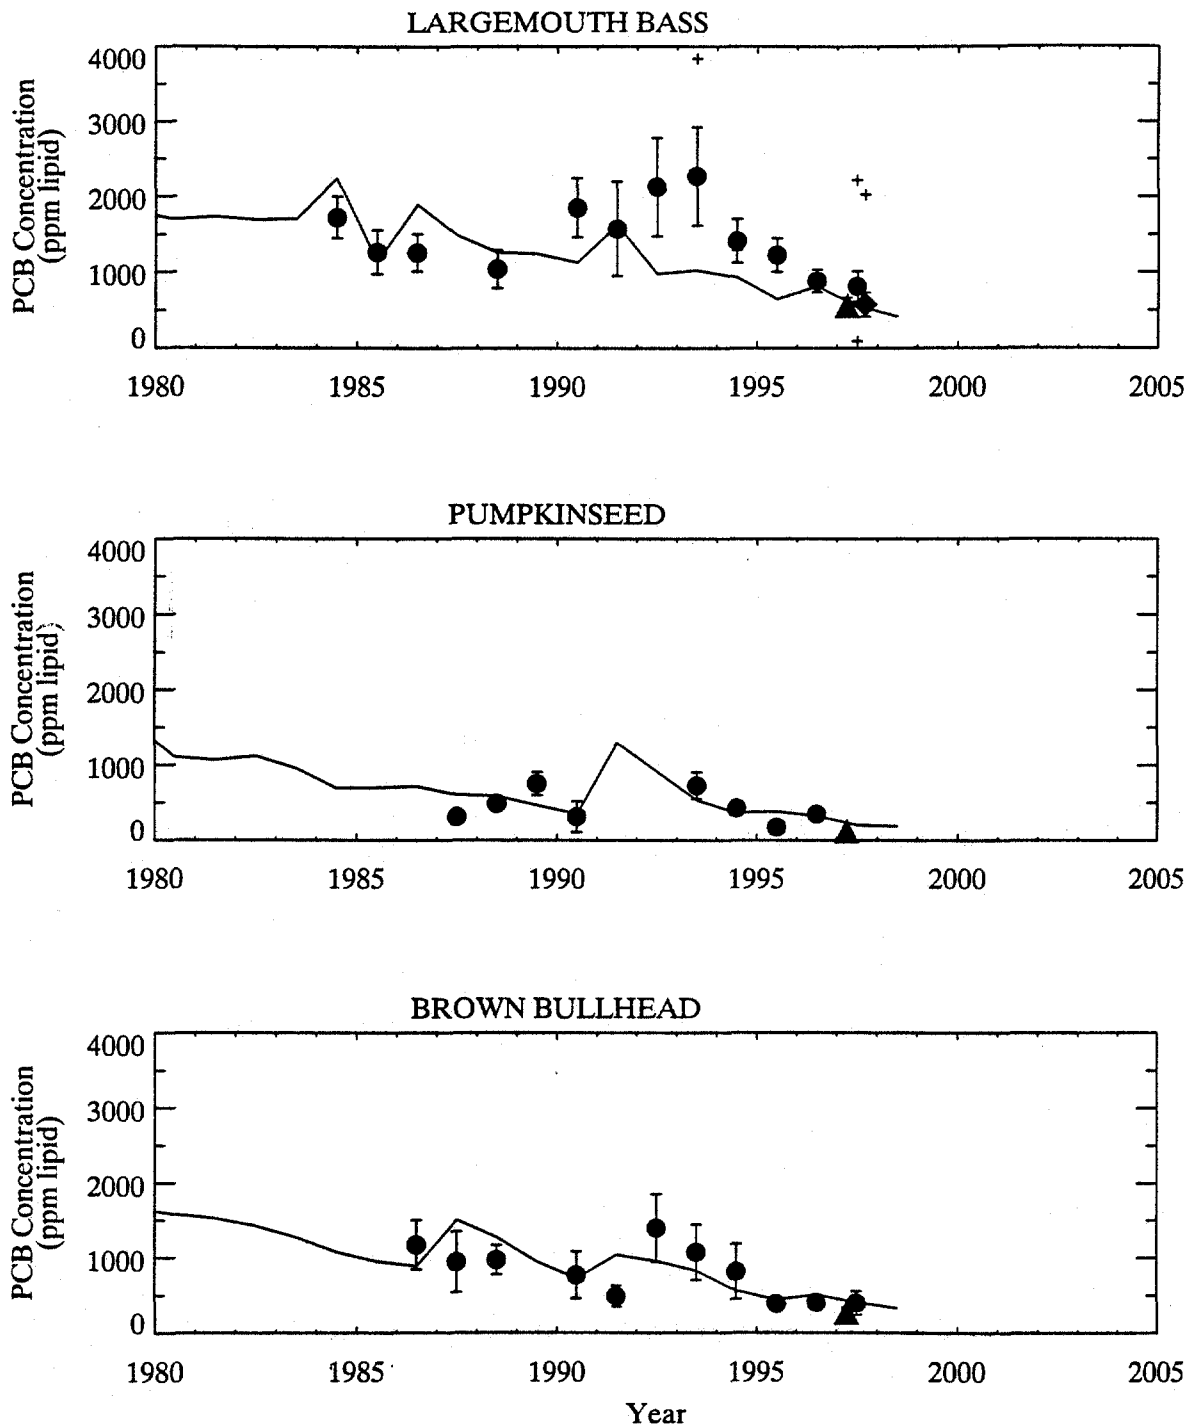 LARGEMOUTH BASS
PCB Concentration
(ppm lipid)
4000
3000
2000
1000
0
1980 1985 1990 1995 2000 2005
PUMPKINSEED
PCB Concentration
(ppm lipid)
4000
3000
2000
1000
0
1980 1985 1990 1995 2000 2005
BROWN BULLHEAD
PCB Concentration
(ppm lipid)
4000
3000
2000
1000
0
1980 1985 1990 1995 2000 2005
Year